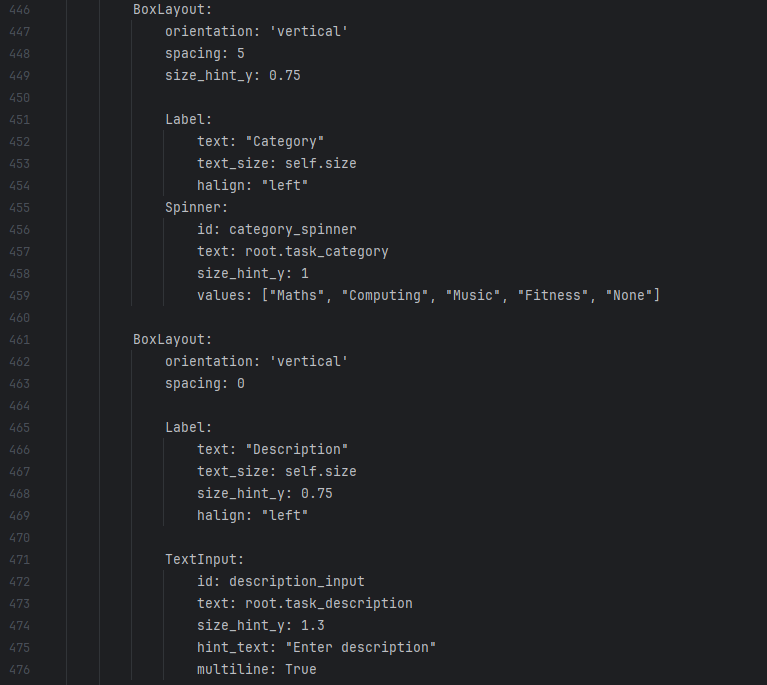 446 BoxLayout:
447 orientation: 'vertical'
448 spacing: 5
449 size_hint_y: 0.75
450
451 Label:
452 text: "Category"
453 text_size: self.size
454 halign: "left"
455 Spinner:
456 id: category_spinner
457 text: root.task_category
458 size_hint_y: 1
459 values: ["Maths", "Computing", "Music", "Fitness", "None"]
460
461 BoxLayout:
462 orientation: 'vertical'
463 spacing: 0
464
465 Label:
466 text: "Description"
467 text_size: self.size
468 size_hint_y: 0.75
469 halign: "left"
470
471 TextInput:
472 id: description_input
473 text: root.task_description
474 size_hint_y: 1.3
475 hint_text: "Enter description"
476 multiline: True